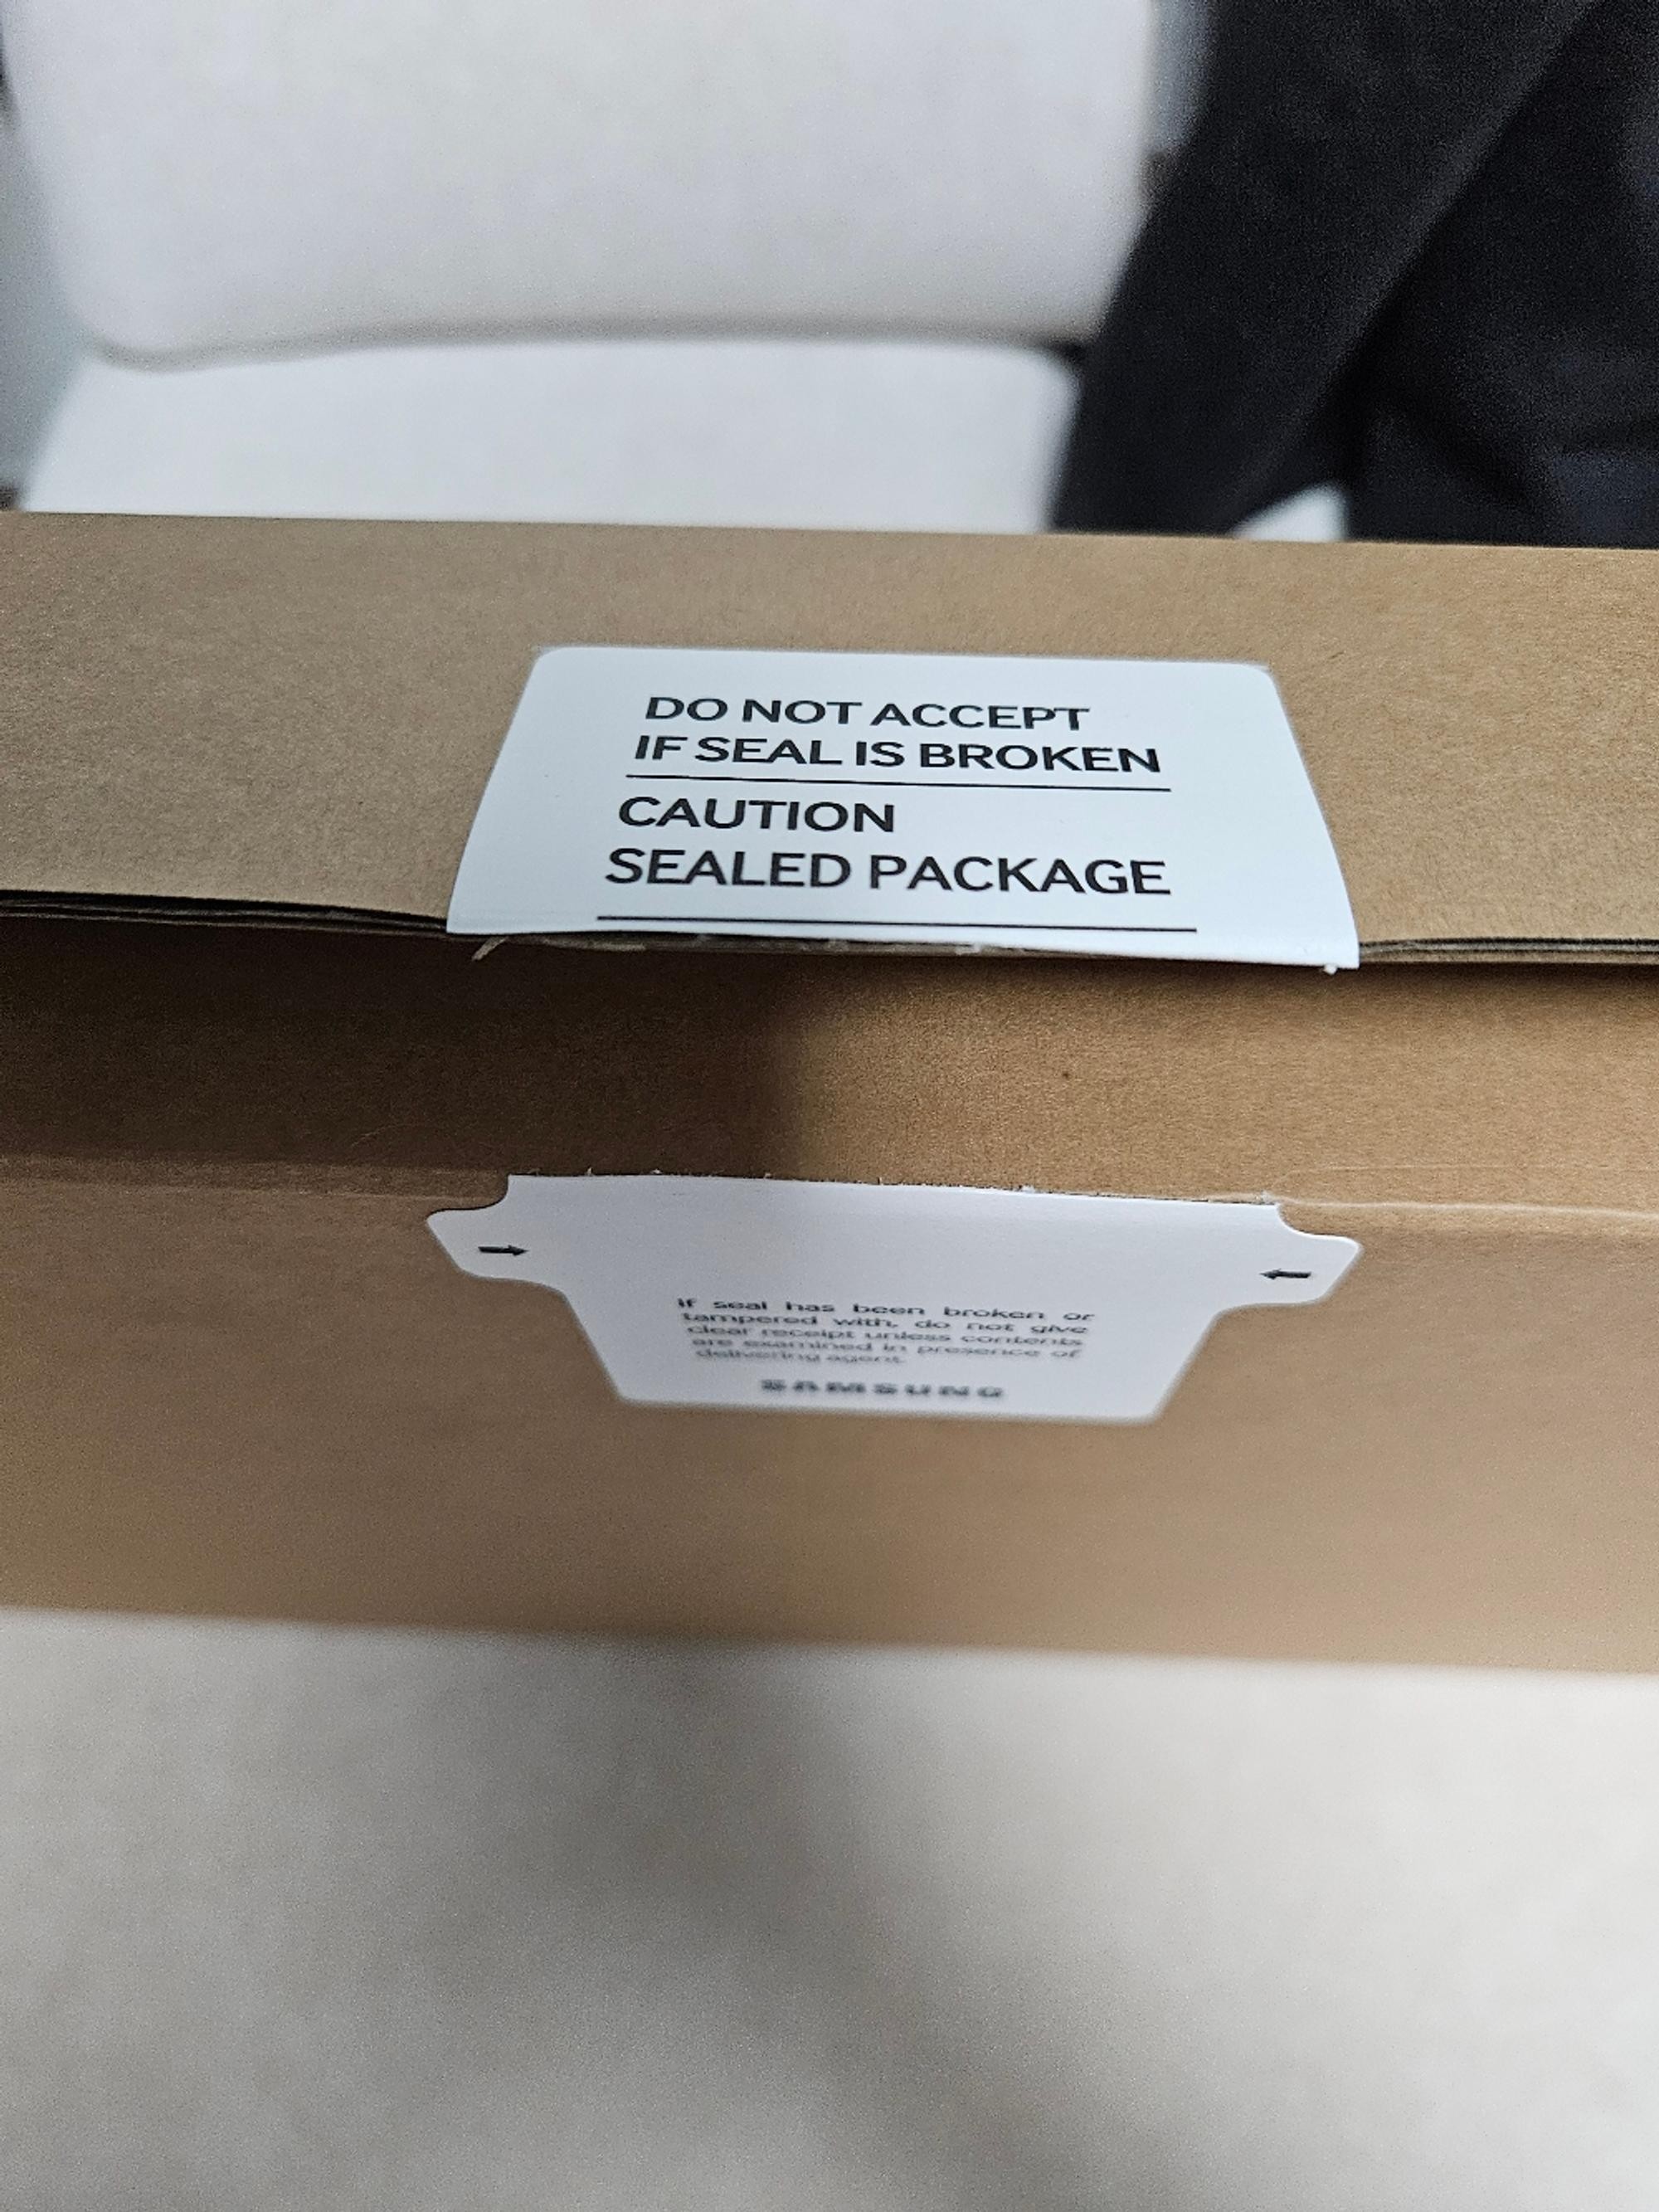 DO NOT ACCEPT
IF SEAL IS BROKEN
CAUTION
SEALED PACKAGE
If seal has been broken or
tampered with, do not give
clear receipt unless contents
are examined in presence of
delivering agent.
SAMSUNG